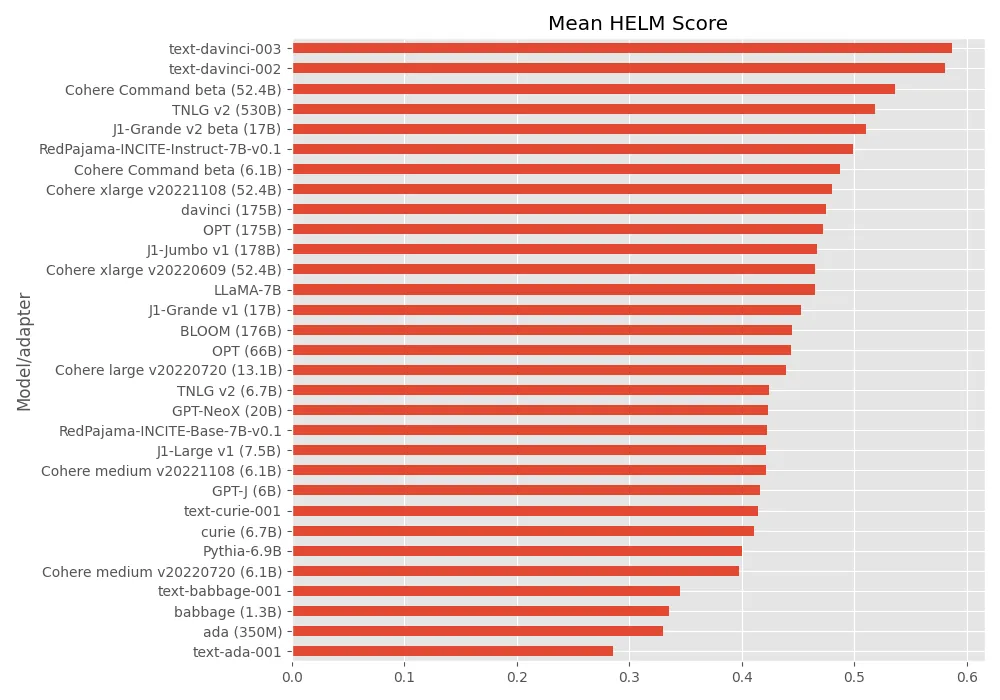 Mean HELM Score
text-davinci-003
text-davinci-002
Cohere Command beta (52.4B)
TNLG v2 (530B)
J1-Grande v2 beta (17B)
RedPajama-INCITE-Instruct-7B-v0.1
Cohere Command beta (6.1B)
Cohere xlarge v20221108 (52.4B)
davinci (175B)
OPT (175B)
J1-Jumbo v1 (178B)
Cohere xlarge v20220609 (52.4B)
LLaMA-7B
J1-Grande v1 (17B)
BLOOM (176B)
OPT (66B)
Cohere large v20220720 (13.1B)
TNLG v2 (6.7B)
GPT-NeoX (20B)
RedPajama-INCITE-Base-7B-v0.1
J1-Large v1 (7.5B)
Cohere medium v20221108 (6.1B)
GPT-J (6B)
text-curie-001
curie (6.7B)
Pythia-6.9B
Cohere medium v20220720 (6.1B)
text-babbage-001
babbage (1.3B)
ada (350M)
text-ada-001
Model/adapter
0.0 0.1 0.2 0.3 0.4 0.5 0.6